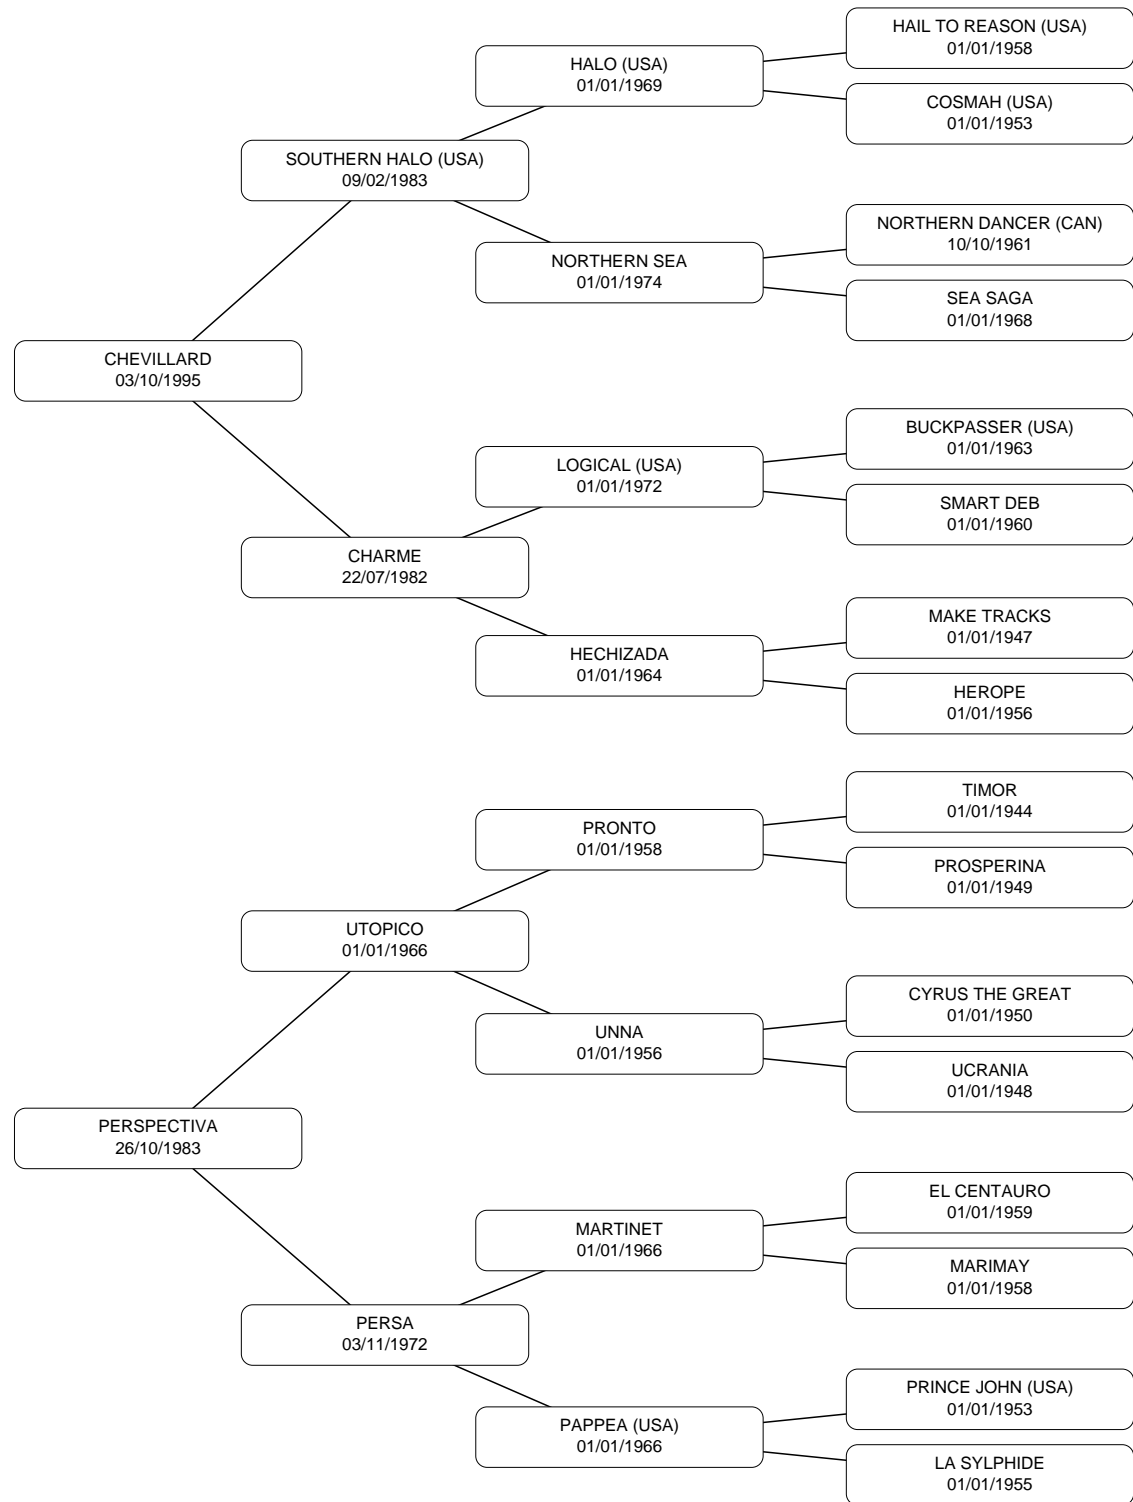 HAIL TO REASON (USA)
01/01/1958
HALO (USA)
01/01/1969
COSMAH (USA)
01/01/1953
SOUTHERN HALO (USA)
09/02/1983
NORTHERN DANCER (CAN)
10/10/1961
NORTHERN SEA
01/01/1974
SEA SAGA
01/01/1968
CHEVILLARD
03/10/1995
BUCKPASSER (USA)
01/01/1963
LOGICAL (USA)
01/01/1972
SMART DEB
01/01/1960
CHARME
22/07/1982
MAKE TRACKS
01/01/1947
HECHIZADA
01/01/1964
HEROPE
01/01/1956
TIMOR
01/01/1944
PRONTO
01/01/1958
PROSPERINA
01/01/1949
UTOPICO
01/01/1966
CYRUS THE GREAT
01/01/1950
UNNA
01/01/1956
UCRANIA
01/01/1948
PERSPECTIVA
26/10/1983
EL CENTAURO
01/01/1959
MARTINET
01/01/1966
MARIMAY
01/01/1958
PERSA
03/11/1972
PRINCE JOHN (USA)
01/01/1953
PAPPEA (USA)
01/01/1966
LA SYLPHIDE
01/01/1955